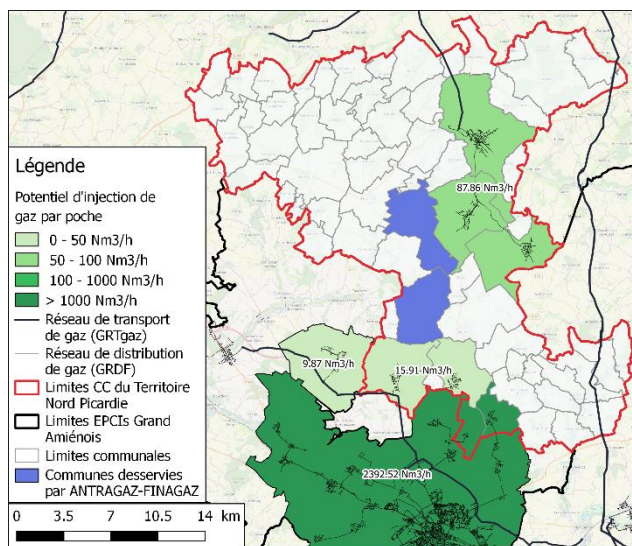 Légende
Potentiel d'injection de
gaz par poche
0 - 50 Nm3/h
50 - 100 Nm3/h
100 - 1000 Nm3/h
> 1000 Nm3/h
Réseau de transport
de gaz (GRTgaz)
Réseau de distribution
de gaz (GRDF)
Limites CC du Territoire
Nord Picardie
Limites EPCIs Grand
Amiénois
Limites communales
Communes desservies
par ANTRAGAZ-FINAGAZ
0 3.5 7 10.5 14 km
87.86 Nm3/h
9.87 Nm3/h
15.91 Nm3/h
2392.52 Nm3/h